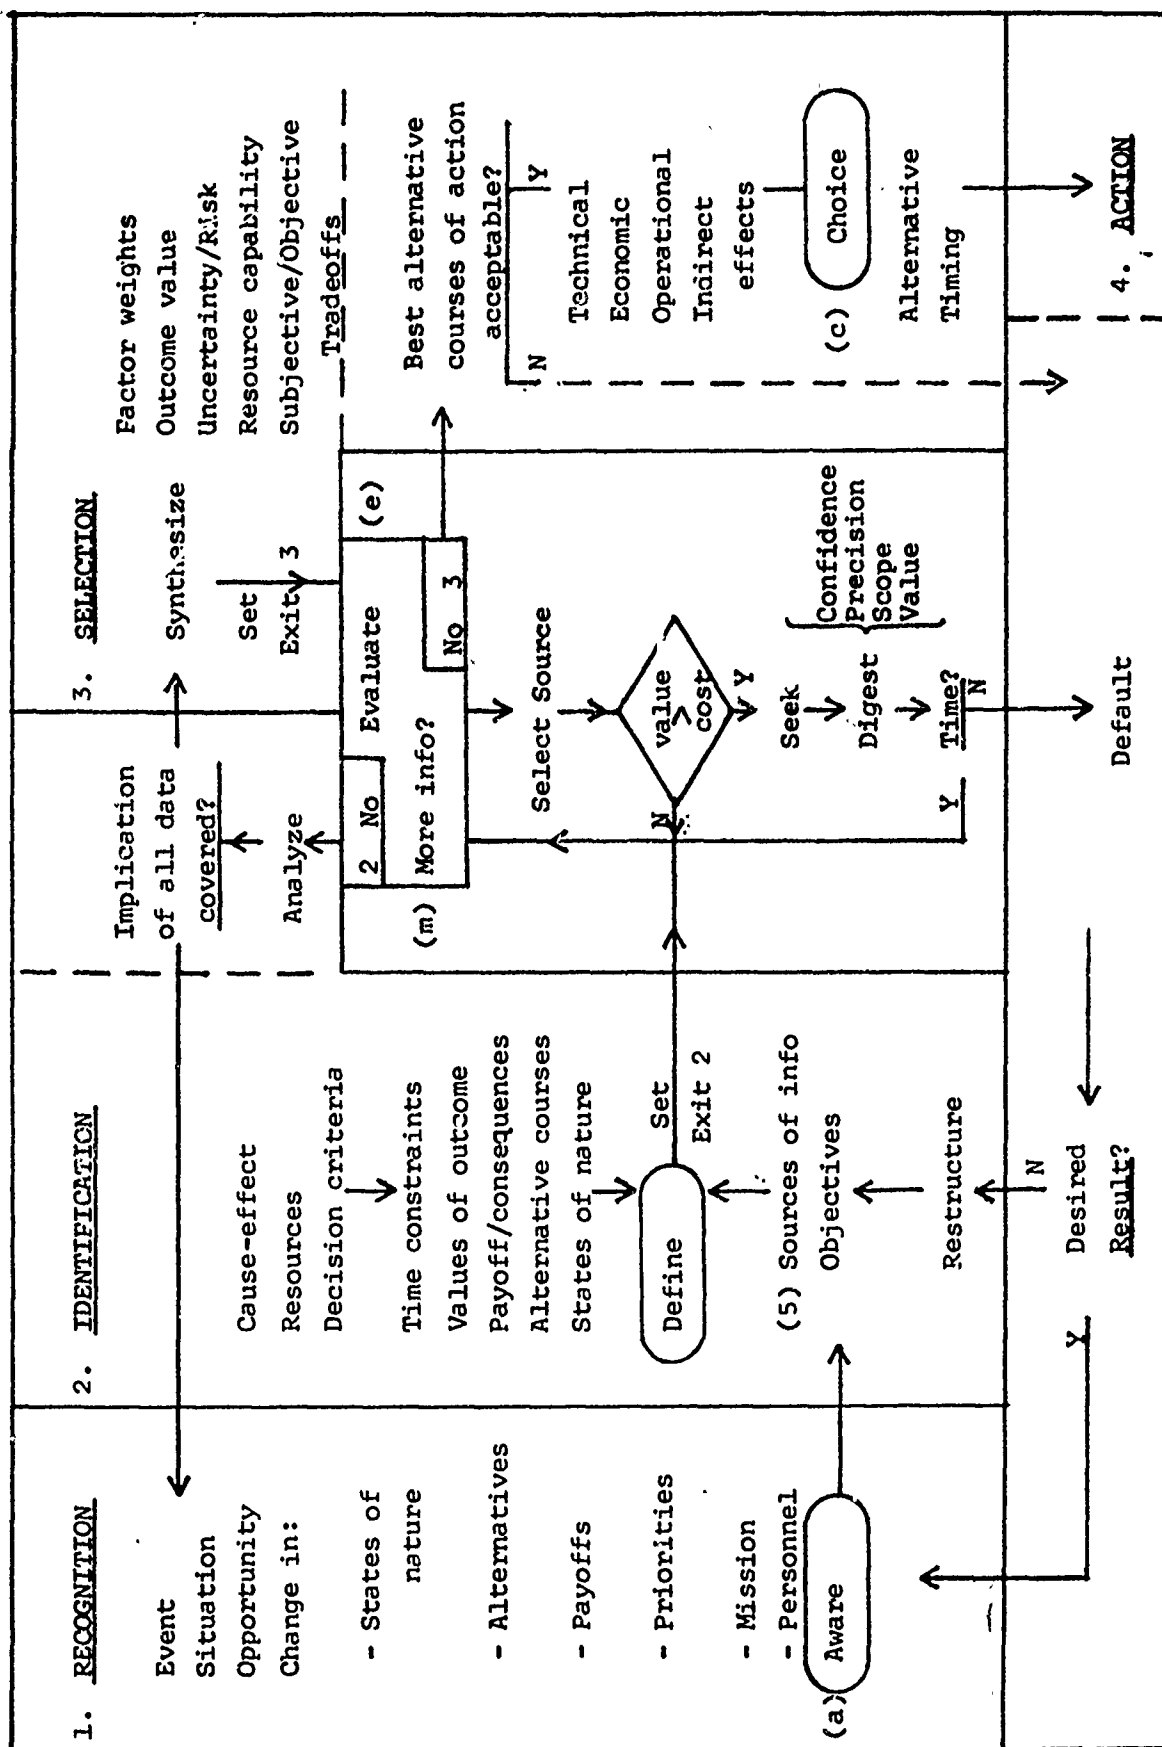 1. RECOGNITION
Event
Situation
Opportunity
Change in:
- States of
nature
- Alternatives
- Payoffs
- Priorities
- Mission
- Personnel
(a)
Aware
2. IDENTIFICATION
Cause-effect
Resources
Decision criteria
Time constraints
Values of outcome
Payoff/consequences
Alternative courses
States of nature
Define
Set
Exit 2
(5) Sources of info
Objectives
Restructure
N
Desired
Result?
Y
Implication
of all data
covered?
Analyze
2 No
Evaluate
(e)
(m) More info?
No 3
Select Source
value
>
cost
N
Y
Seek
Digest
Confidence
Precision
Scope
Value
Time?
Y
N
Default
3. SELECTION
Synthesize
Set
Exit 3
Factor weights
Outcome value
Uncertainty/Risk
Resource capability
Subjective/Objective
Tradeoffs
Best alternative
courses of action
acceptable?
N
Y
Technical
Economic
Operational
Indirect
effects
(c)
Choice
Alternative
Timing
4. ACTION